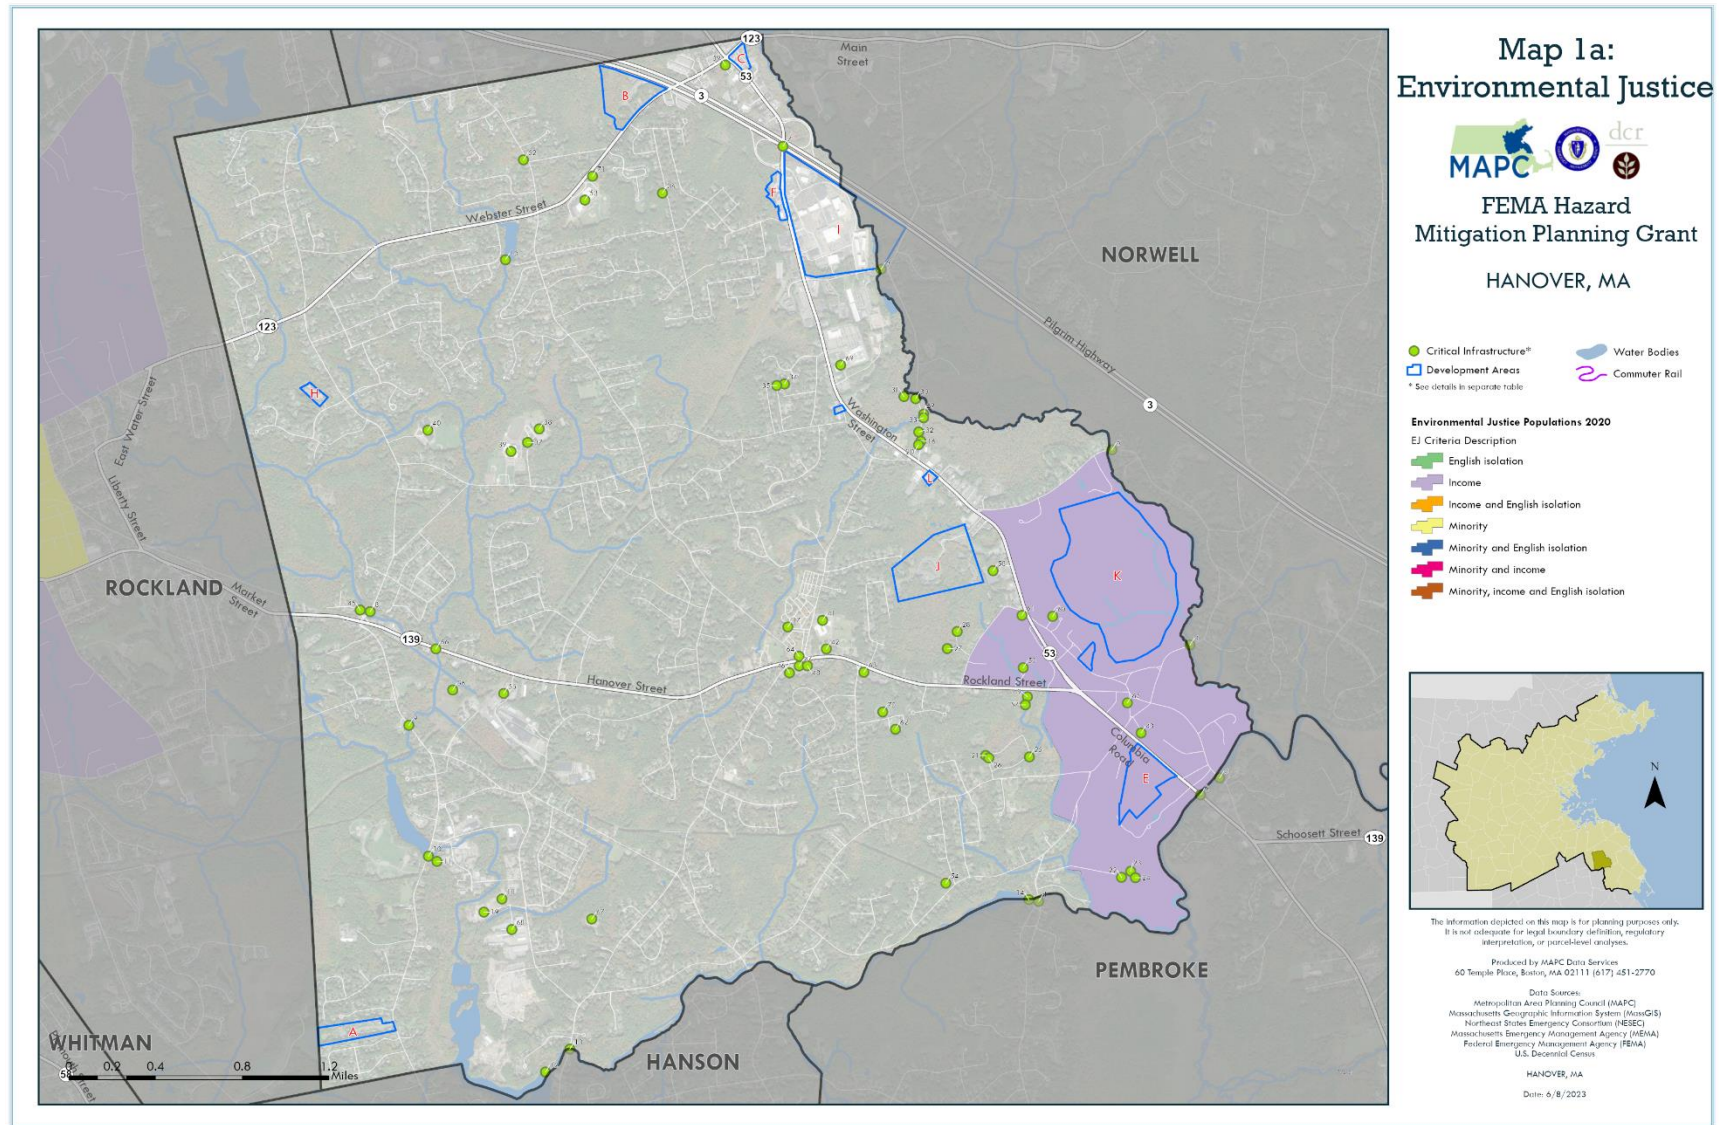 Map 1a:
Environmental Justice
MAPC
dcr
FEMA Hazard
Mitigation Planning Grant
HANOVER, MA
Critical Infrastructure*
Development Areas
* See details in separate table
Water Bodies
Commuter Rail
Environmental Justice Populations 2020
EJ Criteria Description
English isolation
Income
Income and English isolation
Minority
Minority and English isolation
Minority and income
Minority, income and English isolation
N
The information depicted on this map is for planning purposes only.
It is not adequate for legal boundary definition, regulatory
interpretation, or parcel-level analyses.
Produced by MAPC Data Services
60 Temple Place, Boston, MA 02111 (617) 451-2770
Data Sources:
Metropolitan Area Planning Council (MAPC)
Massachusetts Geographic Information System (MassGIS)
Northeast States Emergency Consortium (NESEC)
Massachusetts Emergency Management Agency (MEMA)
Federal Emergency Management Agency (FEMA)
U.S. Decennial Census
HANOVER, MA
Date: 6/8/2023
123
Main
Street
C
53
B
3
F
I
Webster Street
NORWELL
Pilgrim Highway
3
123
East Water Street
H
40
Washington
Street
L
Liberty Street
ROCKLAND
Market
Street
J
K
139
53
Hanover Street
Rockland Street
Columbia
Road
E
Schoosett Street
139
PEMBROKE
A
WHITMAN
HANSON
58
0.2
0.4
0.8
1.2
Miles